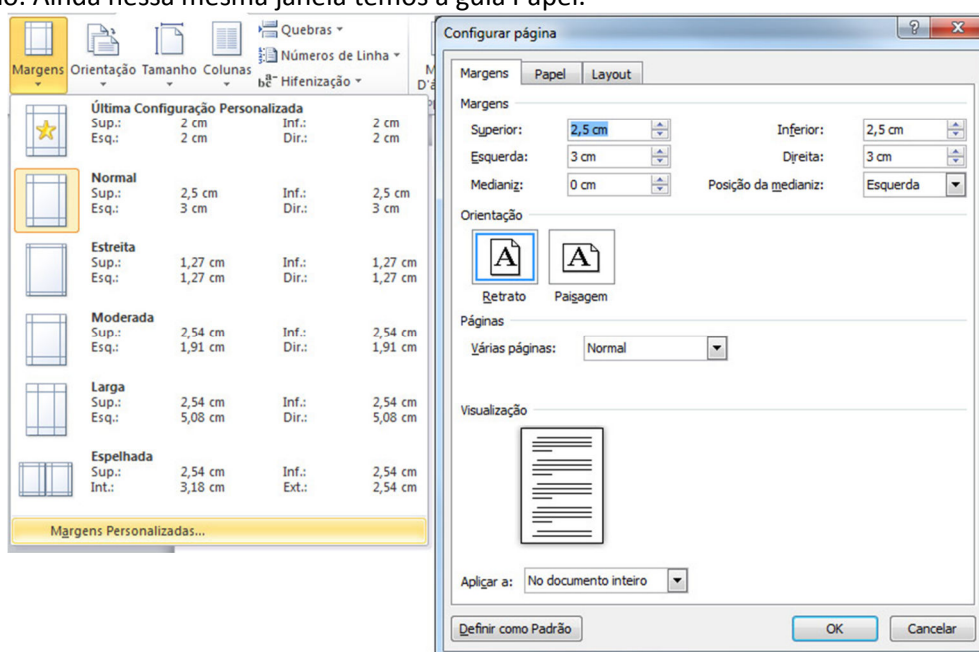 Ainda nessa mesma janela temos a guia Papel.
Margens Orientação Tamanho Colunas
Quebras
Números de Linha
Hifenização
Última Configuração Personalizada
Sup.: 2 cm Inf.: 2 cm
Esq.: 2 cm Dir.: 2 cm
Normal
Sup.: 2,5 cm Inf.: 2,5 cm
Esq.: 3 cm Dir.: 3 cm
Estreita
Sup.: 1,27 cm Inf.: 1,27 cm
Esq.: 1,27 cm Dir.: 1,27 cm
Moderada
Sup.: 2,54 cm Inf.: 2,54 cm
Esq.: 1,91 cm Dir.: 1,91 cm
Larga
Sup.: 2,54 cm Inf.: 2,54 cm
Esq.: 5,08 cm Dir.: 5,08 cm
Espelhada
Sup.: 2,54 cm Inf.: 2,54 cm
Int.: 3,18 cm Ext.: 2,54 cm
Margens Personalizadas...
Configurar página
Margens Papel Layout
Margens
Superior: 2,5 cm Inferior: 2,5 cm
Esquerda: 3 cm Direita: 3 cm
Medianiz: 0 cm Posição da medianiz: Esquerda
Orientação
A A
Retrato Paisagem
Páginas
Várias páginas: Normal
Visualização
Aplicar a: No documento inteiro
Definir como Padrão OK Cancelar